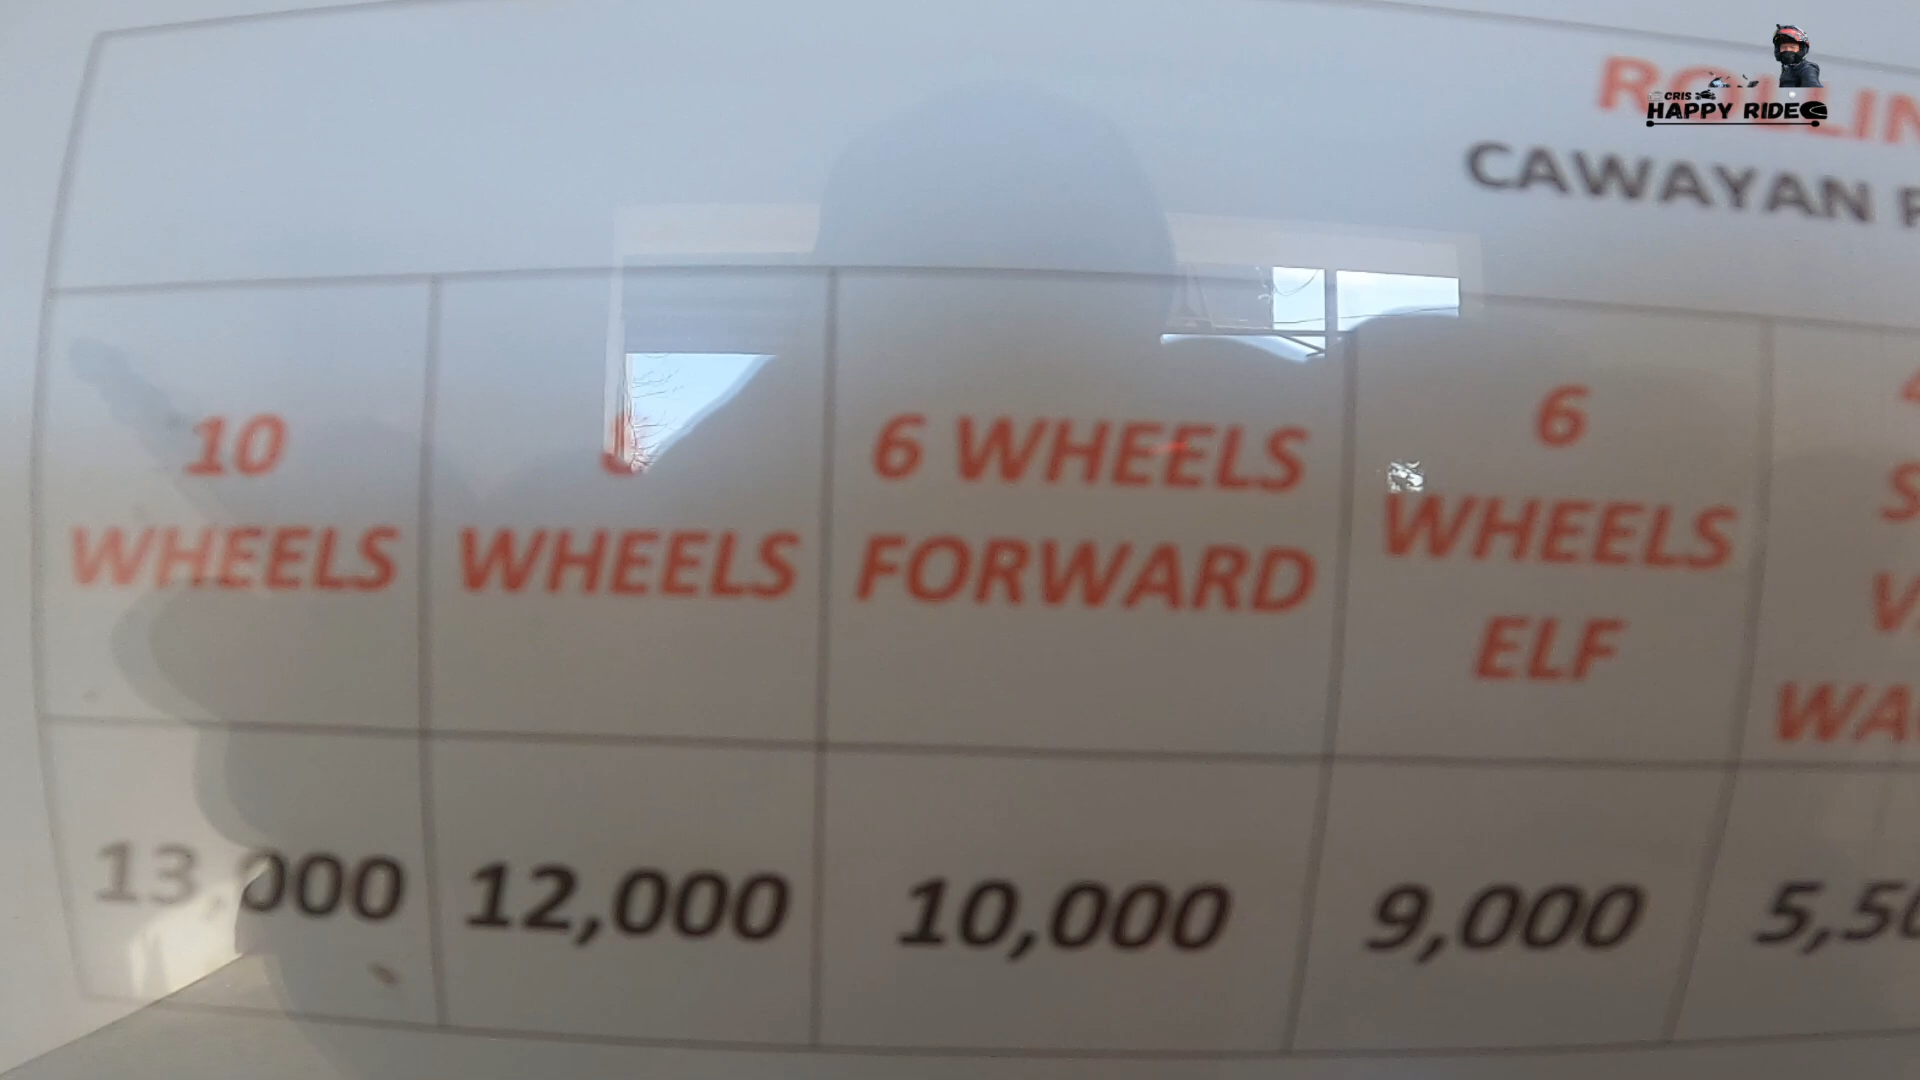 CRIS
HAPPY RIDE
CAWAYAN
10
WHEELS
WHEELS
6 WHEELS
FORWARD
6
WHEELS
ELF
13,000
12,000
10,000
9,000